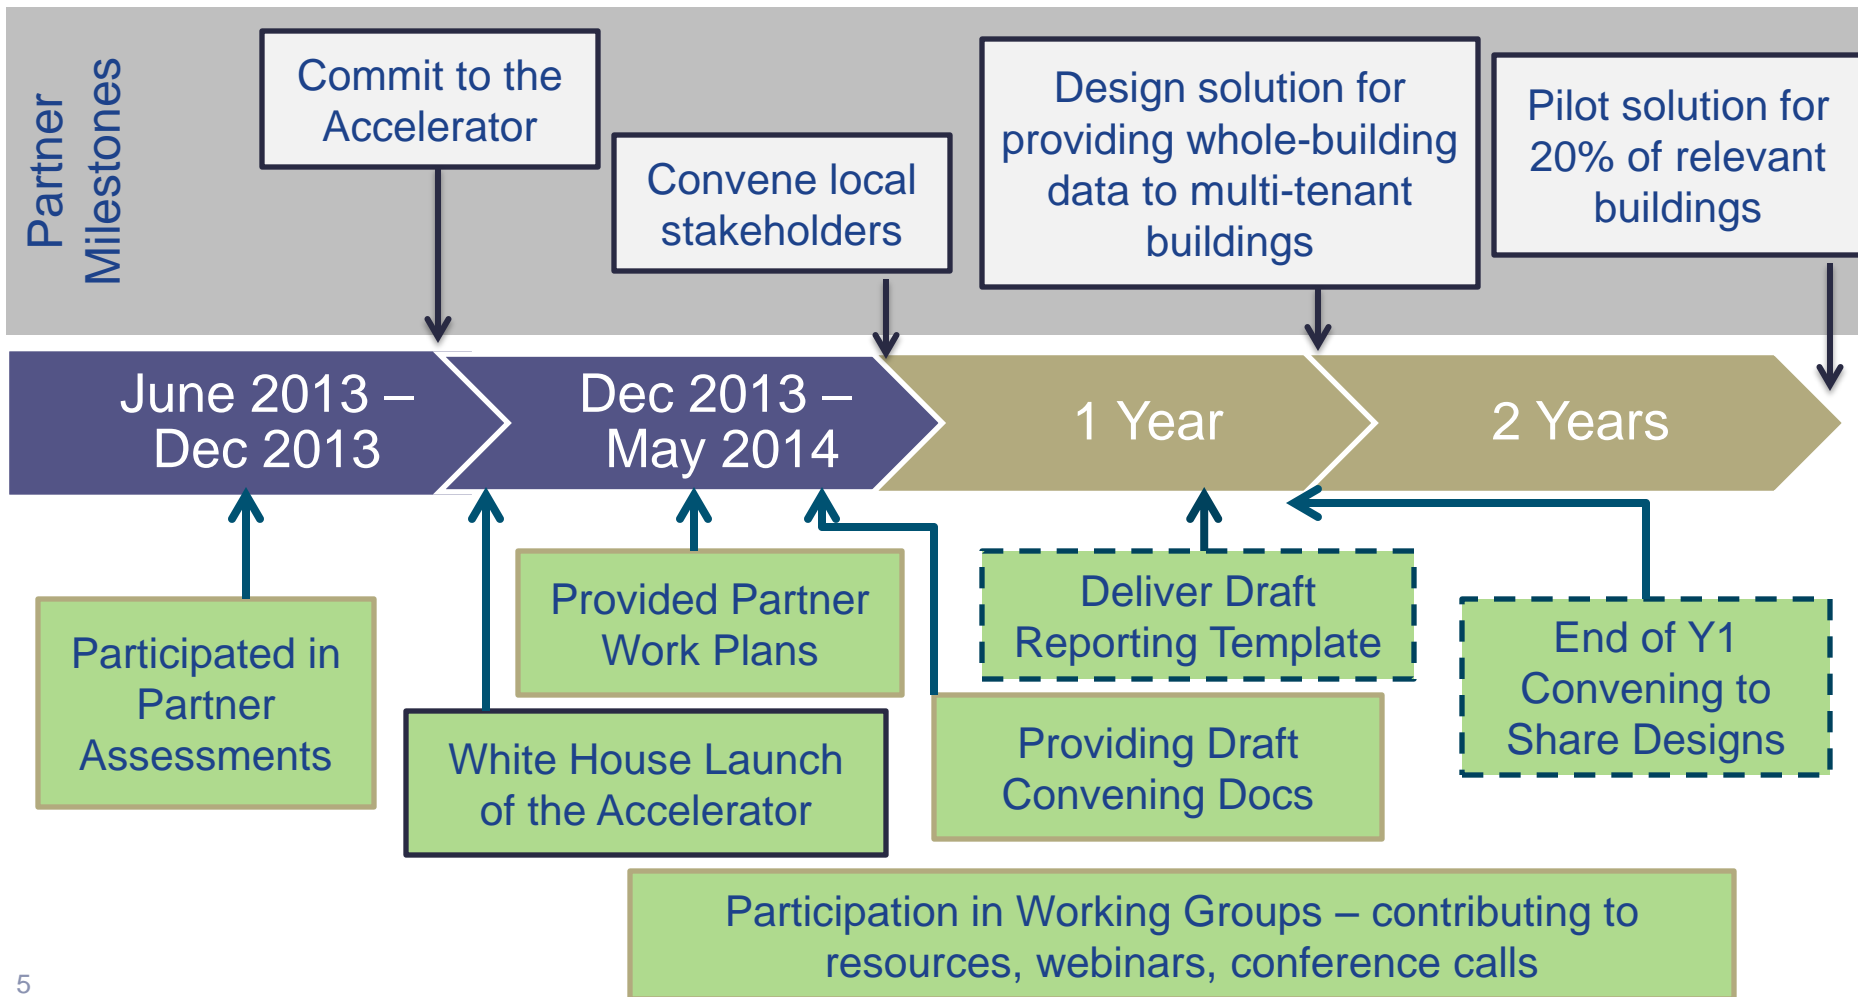 Partner
Milestones
Commit to the
Accelerator
Convene local
stakeholders
Design solution for
providing whole-building
data to multi-tenant
buildings
Pilot solution for
20% of relevant
buildings
June 2013 –
Dec 2013
Dec 2013 –
May 2014
1 Year
2 Years
Participated in
Partner
Assessments
White House Launch
of the Accelerator
Provided Partner
Work Plans
Providing Draft
Convening Docs
Deliver Draft
Reporting Template
End of Y1
Convening to
Share Designs
Participation in Working Groups – contributing to
resources, webinars, conference calls
5